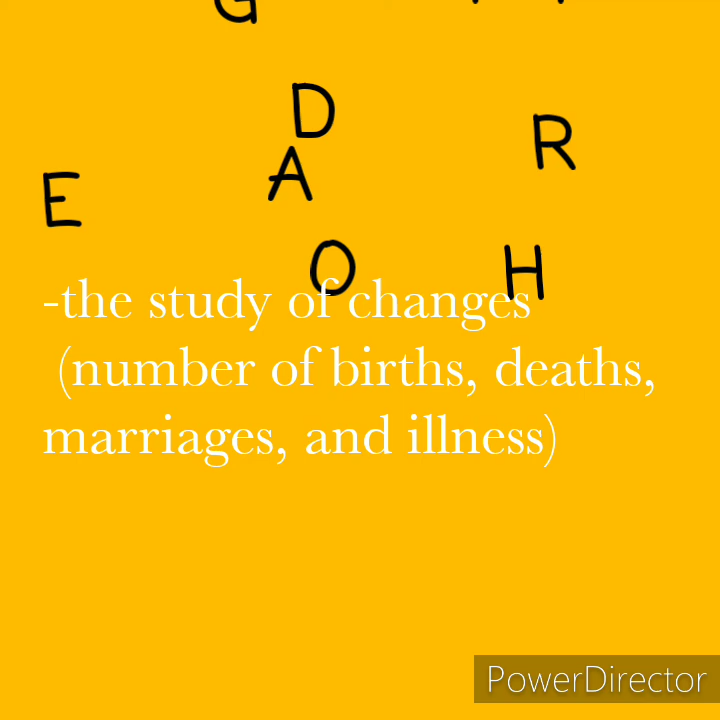 G
D
R
A
E
O
H
-the study of changes
(number of births, deaths,
marriages, and illness)
PowerDirector